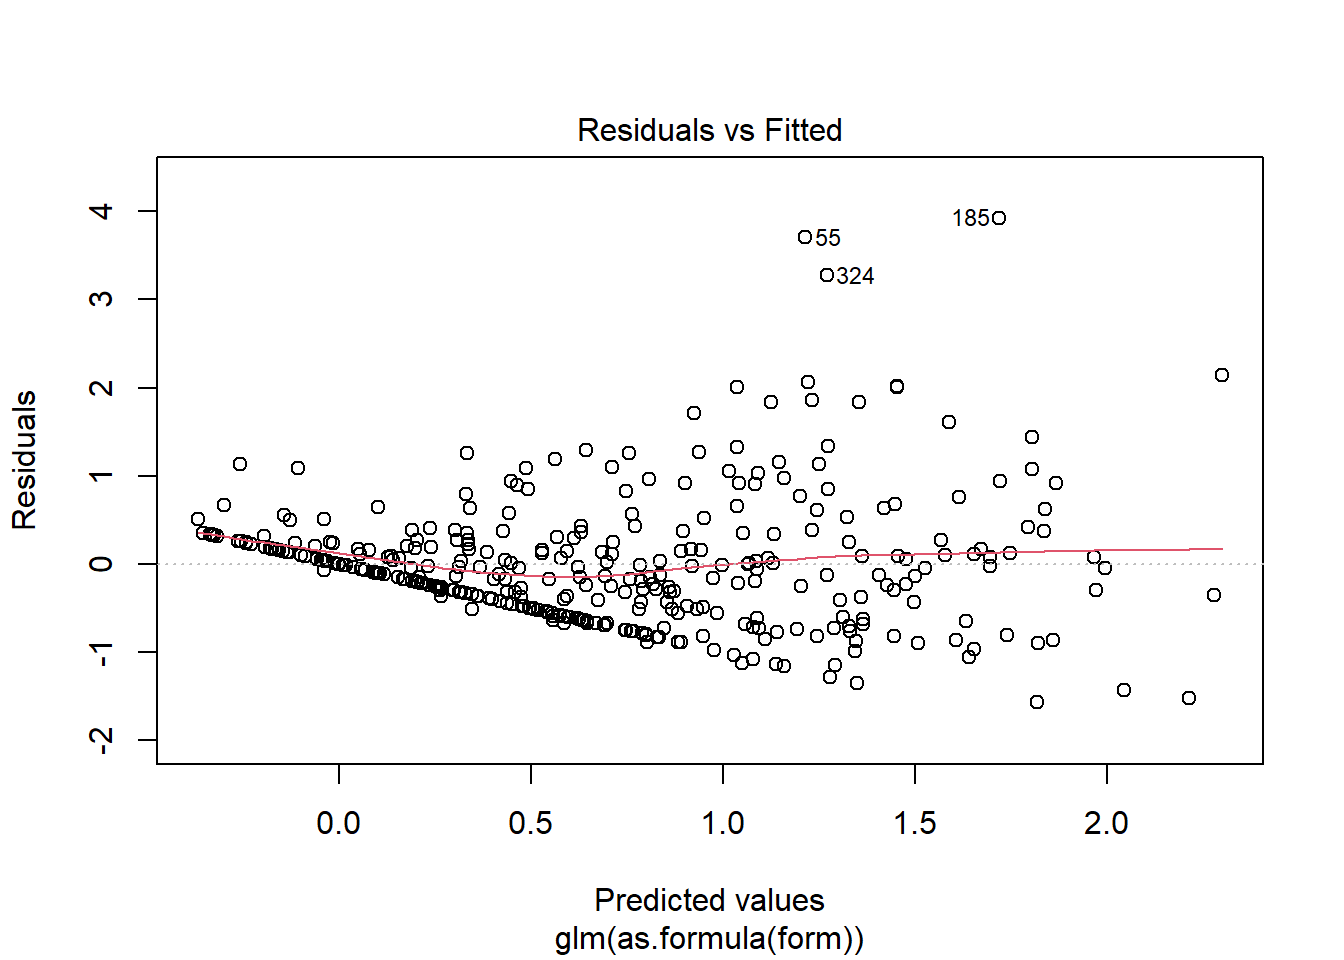 Residuals vs Fitted
Residuals
4
3
2
1
0
-1
-2
185
55
324
0.0 0.5 1.0 1.5 2.0
Predicted values
glm(as.formula(form))